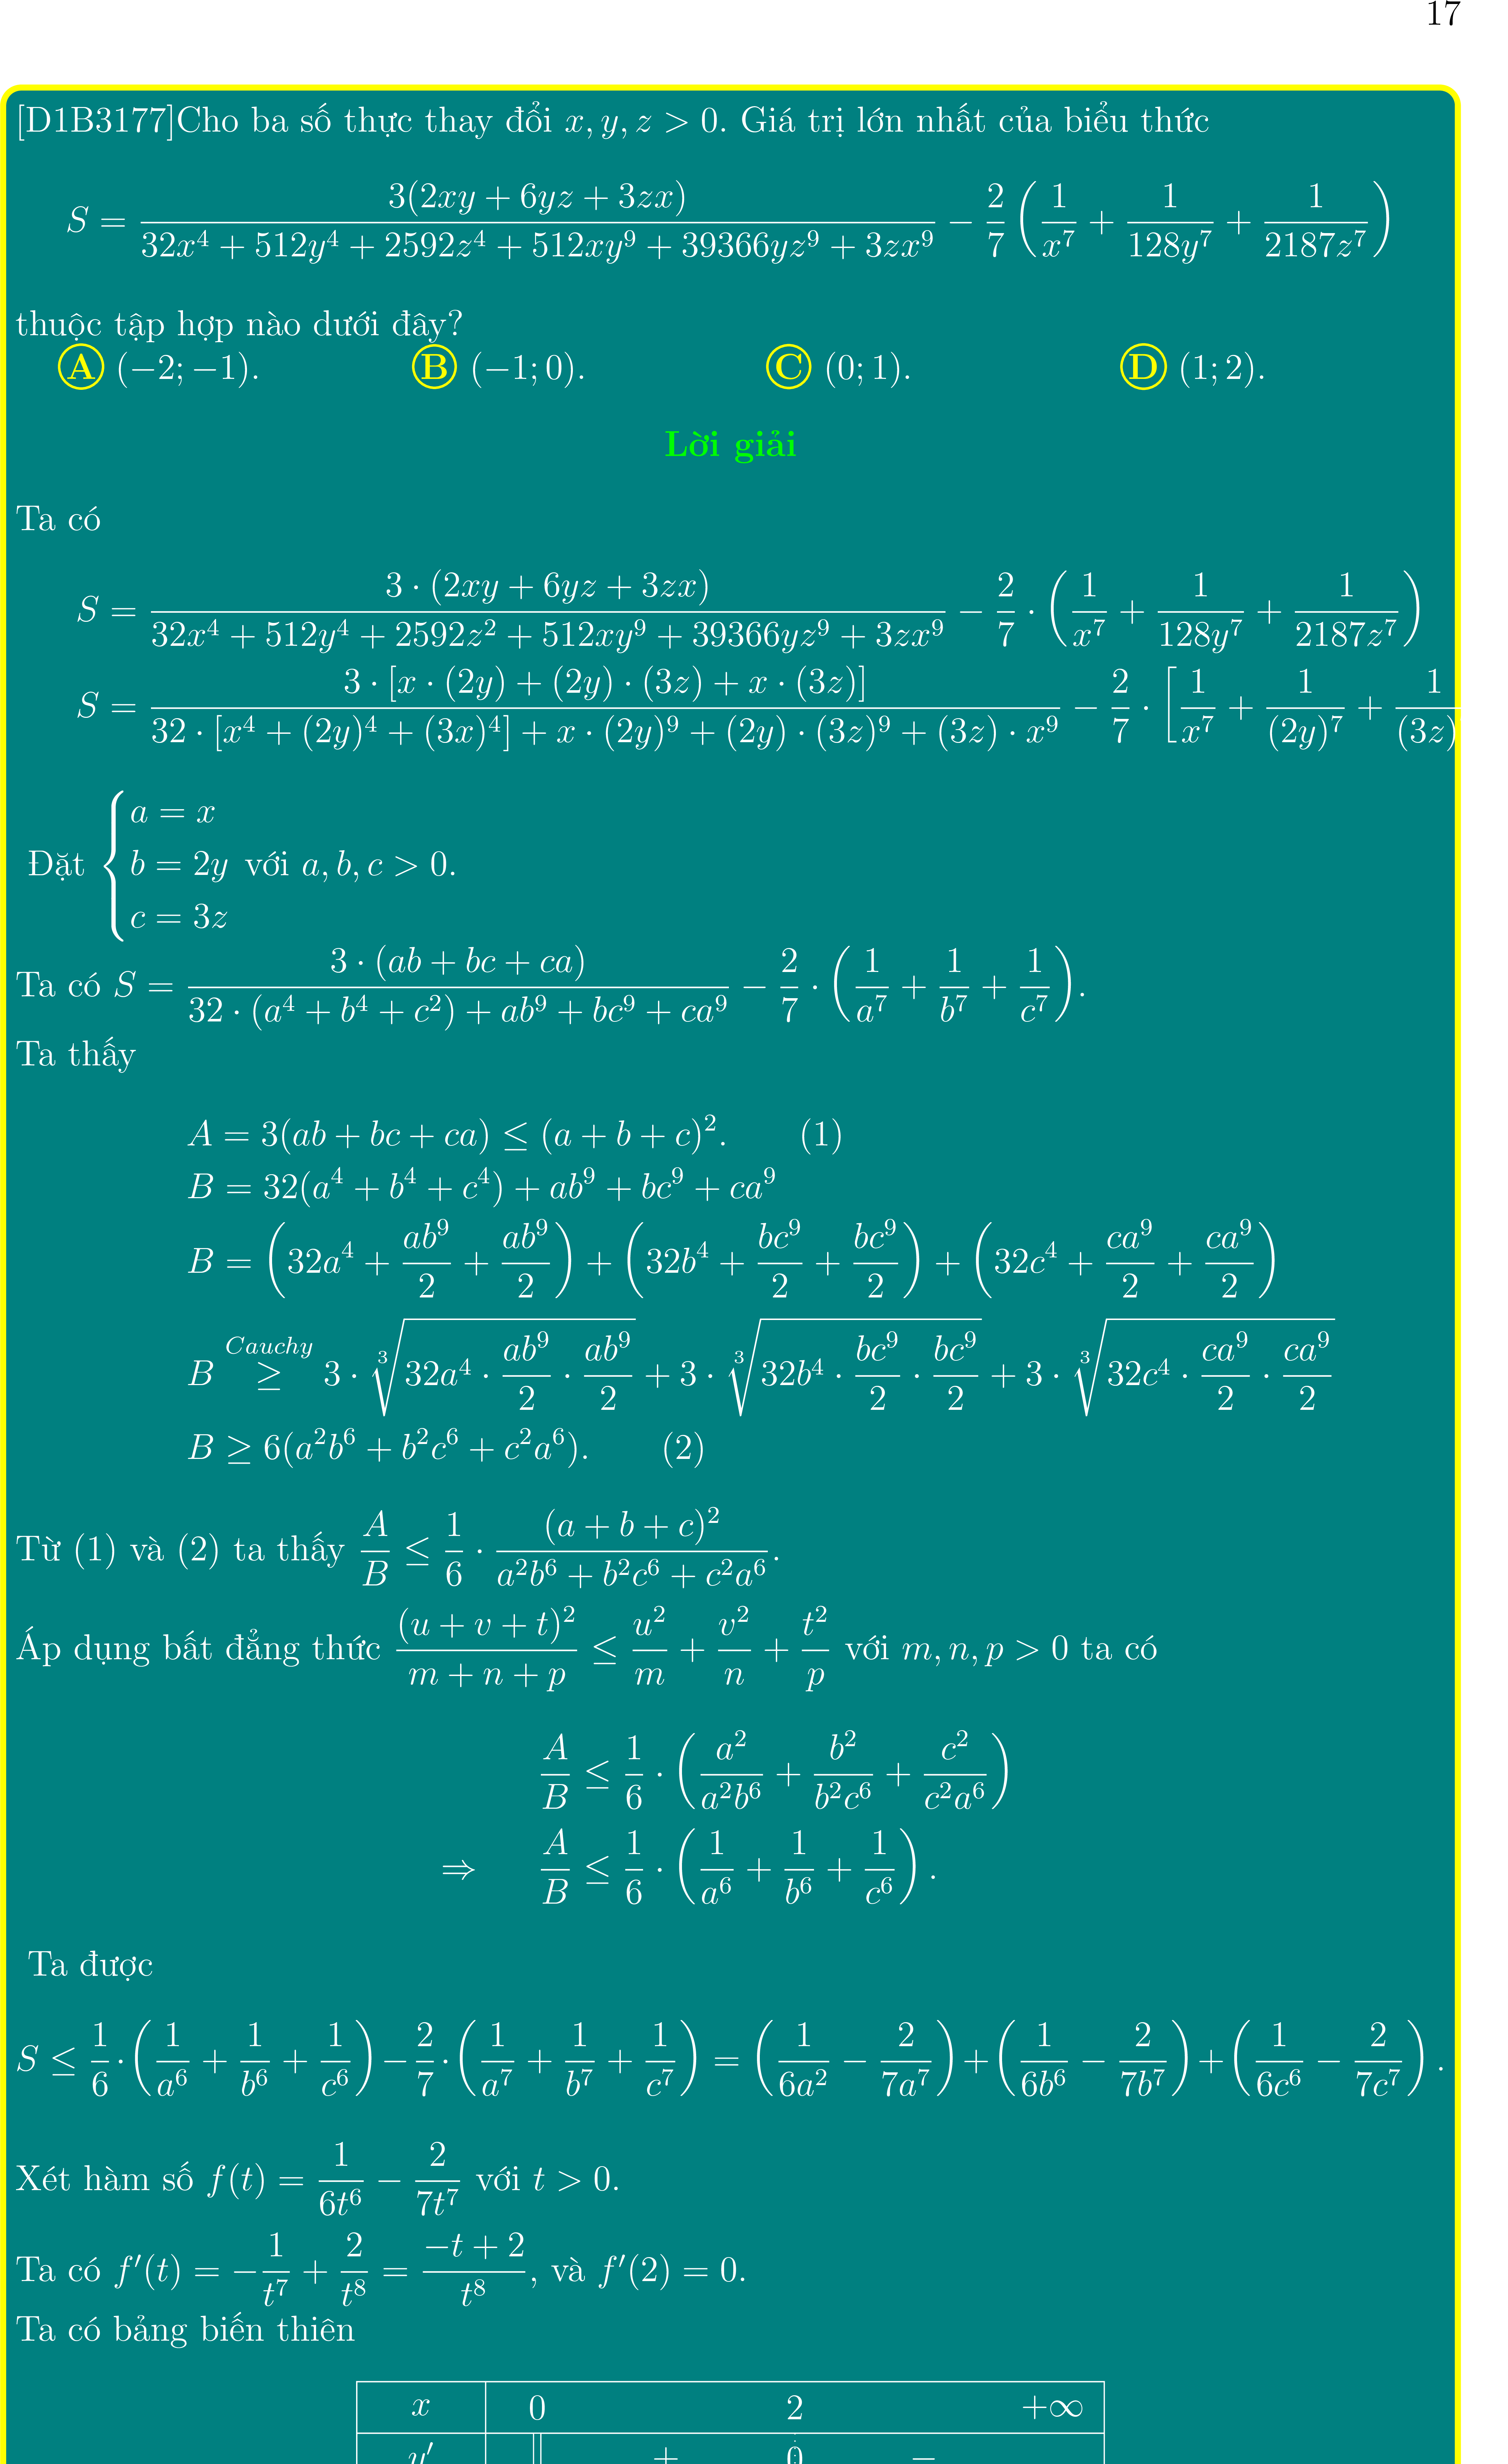 17
[D1B3177]Cho ba số thực thay đổi $x, y, z > 0$. Giá trị lớn nhất của biểu thức
$S = \frac{3(2xy + 6yz + 3zx)}{32x^4 + 512y^4 + 2592z^4 + 512xy^9 + 39366yz^9 + 3zx^9} - \frac{2}{7}\left(\frac{1}{x^7} + \frac{1}{128y^7} + \frac{1}{2187z^7}\right)$
thuộc tập hợp nào dưới đây?
A $(-2; -1)$. B $(-1; 0)$. C $(0; 1)$. D $(1; 2)$.
Lời giải
Ta có
$S = \frac{3 \cdot (2xy + 6yz + 3zx)}{32x^4 + 512y^4 + 2592z^2 + 512xy^9 + 39366yz^9 + 3zx^9} - \frac{2}{7} \cdot \left(\frac{1}{x^7} + \frac{1}{128y^7} + \frac{1}{2187z^7}\right)$
$S = \frac{3 \cdot [x \cdot (2y) + (2y) \cdot (3z) + x \cdot (3z)]}{32 \cdot [x^4 + (2y)^4 + (3x)^4] + x \cdot (2y)^9 + (2y) \cdot (3z)^9 + (3z) \cdot x^9} - \frac{2}{7} \cdot \left[\frac{1}{x^7} + \frac{1}{(2y)^7} + \frac{1}{(3z)}\right.$
Đặt $\begin{cases} a = x \\ b = 2y \\ c = 3z \end{cases}$ với $a, b, c > 0$.
Ta có $S = \frac{3 \cdot (ab + bc + ca)}{32 \cdot (a^4 + b^4 + c^2) + ab^9 + bc^9 + ca^9} - \frac{2}{7} \cdot \left(\frac{1}{a^7} + \frac{1}{b^7} + \frac{1}{c^7}\right)$.
Ta thấy
$A = 3(ab + bc + ca) \leq (a + b + c)^2. \quad (1)$
$B = 32(a^4 + b^4 + c^4) + ab^9 + bc^9 + ca^9$
$B = \left(32a^4 + \frac{ab^9}{2} + \frac{ab^9}{2}\right) + \left(32b^4 + \frac{bc^9}{2} + \frac{bc^9}{2}\right) + \left(32c^4 + \frac{ca^9}{2} + \frac{ca^9}{2}\right)$
$B \overset{Cauchy}{\geq} 3 \cdot \sqrt[3]{32a^4 \cdot \frac{ab^9}{2} \cdot \frac{ab^9}{2}} + 3 \cdot \sqrt[3]{32b^4 \cdot \frac{bc^9}{2} \cdot \frac{bc^9}{2}} + 3 \cdot \sqrt[3]{32c^4 \cdot \frac{ca^9}{2} \cdot \frac{ca^9}{2}}$
$B \geq 6(a^2b^6 + b^2c^6 + c^2a^6). \quad (2)$
Từ (1) và (2) ta thấy $\frac{A}{B} \leq \frac{1}{6} \cdot \frac{(a + b + c)^2}{a^2b^6 + b^2c^6 + c^2a^6}$.
Áp dụng bất đẳng thức $\frac{(u + v + t)^2}{m + n + p} \leq \frac{u^2}{m} + \frac{v^2}{n} + \frac{t^2}{p}$ với $m, n, p > 0$ ta có
$\frac{A}{B} \leq \frac{1}{6} \cdot \left(\frac{a^2}{a^2b^6} + \frac{b^2}{b^2c^6} + \frac{c^2}{c^2a^6}\right)$
$\Rightarrow \frac{A}{B} \leq \frac{1}{6} \cdot \left(\frac{1}{a^6} + \frac{1}{b^6} + \frac{1}{c^6}\right).$
Ta được
$S \leq \frac{1}{6} \cdot \left(\frac{1}{a^6} + \frac{1}{b^6} + \frac{1}{c^6}\right) - \frac{2}{7} \cdot \left(\frac{1}{a^7} + \frac{1}{b^7} + \frac{1}{c^7}\right) = \left(\frac{1}{6a^2} - \frac{2}{7a^7}\right) + \left(\frac{1}{6b^6} - \frac{2}{7b^7}\right) + \left(\frac{1}{6c^6} - \frac{2}{7c^7}\right).$
Xét hàm số $f(t) = \frac{1}{6t^6} - \frac{2}{7t^7}$ với $t > 0$.
Ta có $f'(t) = -\frac{1}{t^7} + \frac{2}{t^8} = \frac{-t + 2}{t^8}$, và $f'(2) = 0$.
Ta có bảng biến thiên
$x$ 0 2 $+\infty$
$y'$ + 0 −